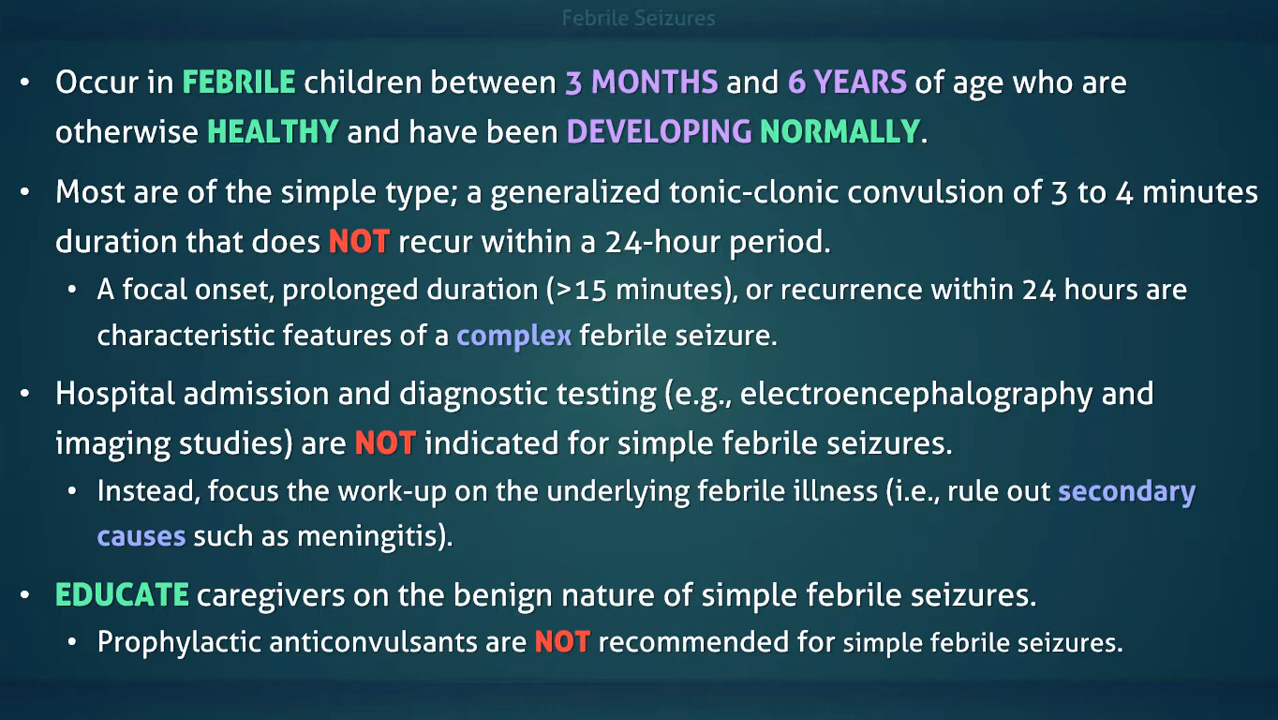 Febrile Seizures
• Occur in FEBRILE children between 3 MONTHS and 6 YEARS of age who are
otherwise HEALTHY and have been DEVELOPING NORMALLY.
• Most are of the simple type; a generalized tonic-clonic convulsion of 3 to 4 minutes
duration that does NOT recur within a 24-hour period.
• A focal onset, prolonged duration (>15 minutes), or recurrence within 24 hours are
characteristic features of a complex febrile seizure.
• Hospital admission and diagnostic testing (e.g., electroencephalography and
imaging studies) are NOT indicated for simple febrile seizures.
• Instead, focus the work-up on the underlying febrile illness (i.e., rule out secondary
causes such as meningitis).
• EDUCATE caregivers on the benign nature of simple febrile seizures.
• Prophylactic anticonvulsants are NOT recommended for simple febrile seizures.